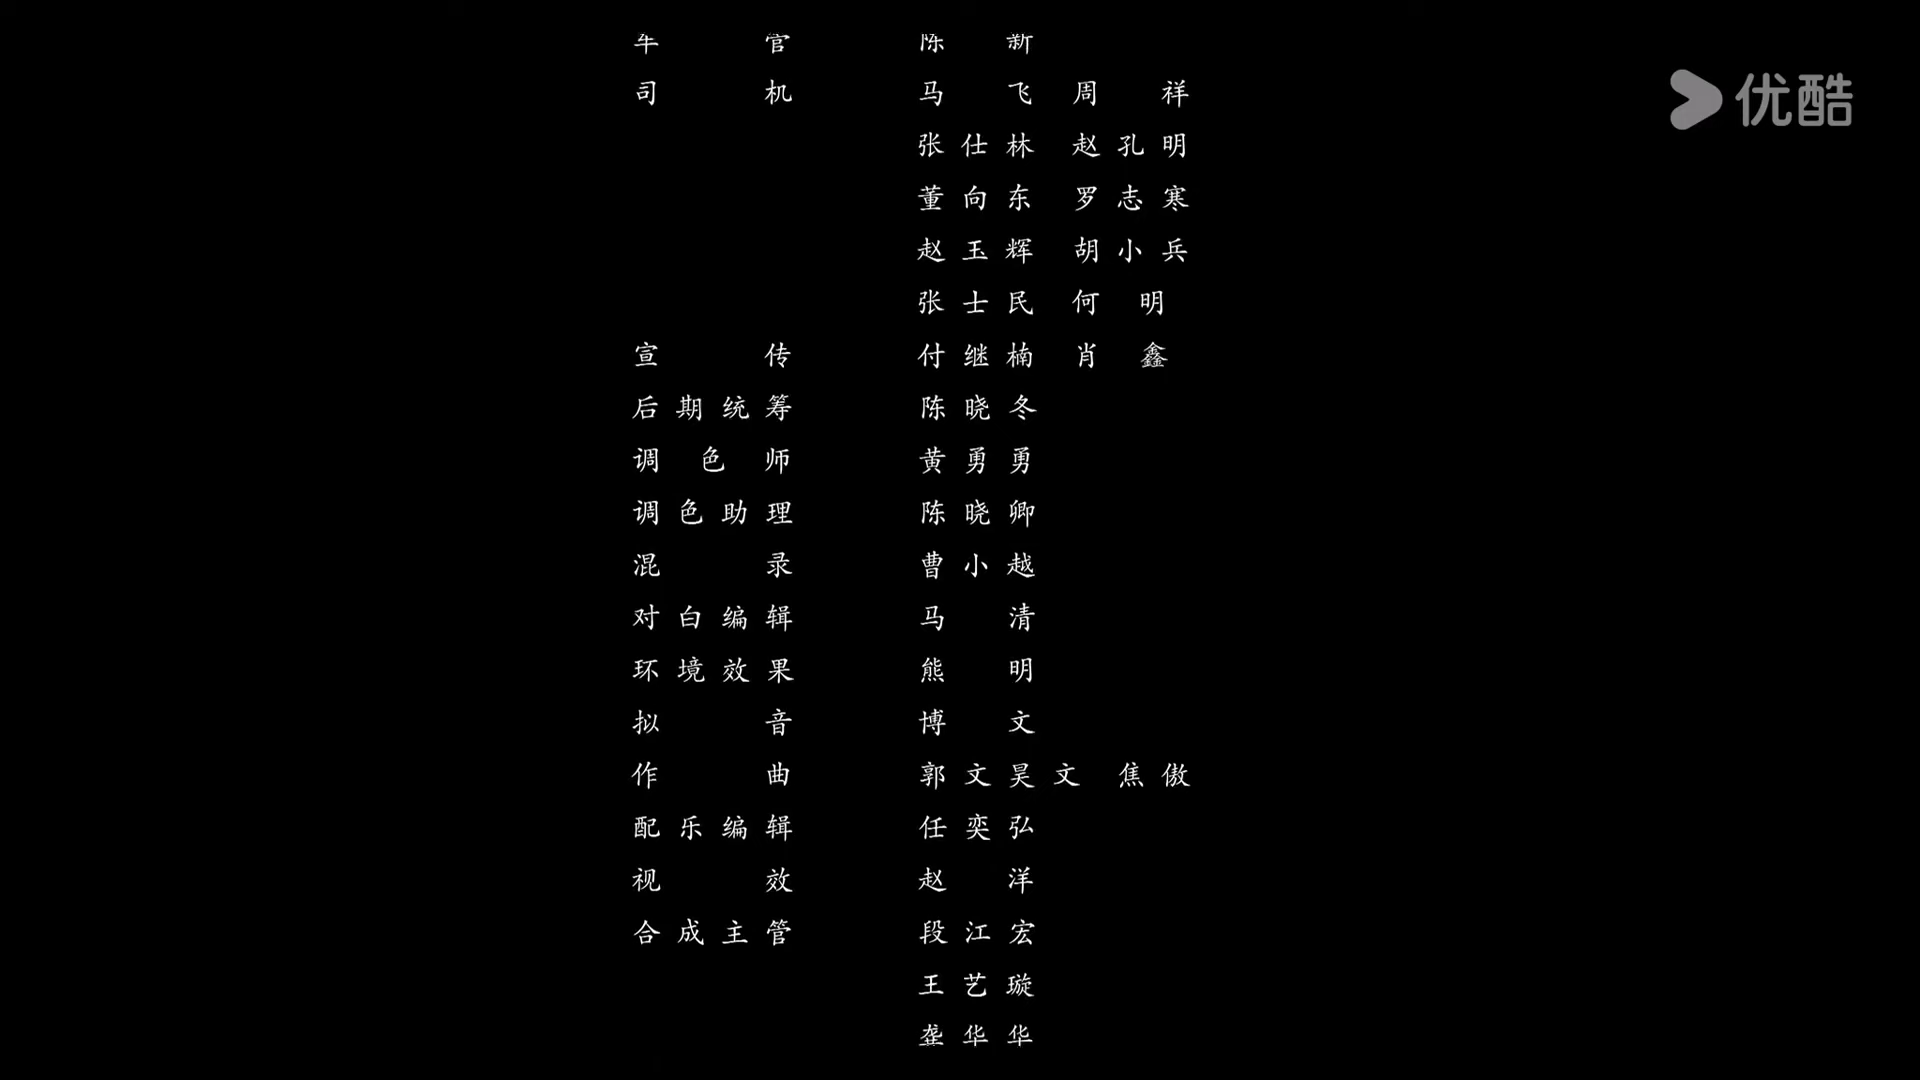 车管 陈新
司机 马飞 周祥
优酷
张仕林 赵孔明
董向东 罗志寒
赵玉辉 胡小兵
张士民 何明
宣传 付继楠 肖鑫
后期统筹 陈晓冬
调色师 黄勇勇
调色助理 陈晓卿
混录 曹小越
对白编辑 马清
环境效果 熊明
拟音 博文
作曲 郭文昊文 焦傲
配乐编辑 任奕弘
视效 赵洋
合成主管 段江宏
王艺璇
龚华华